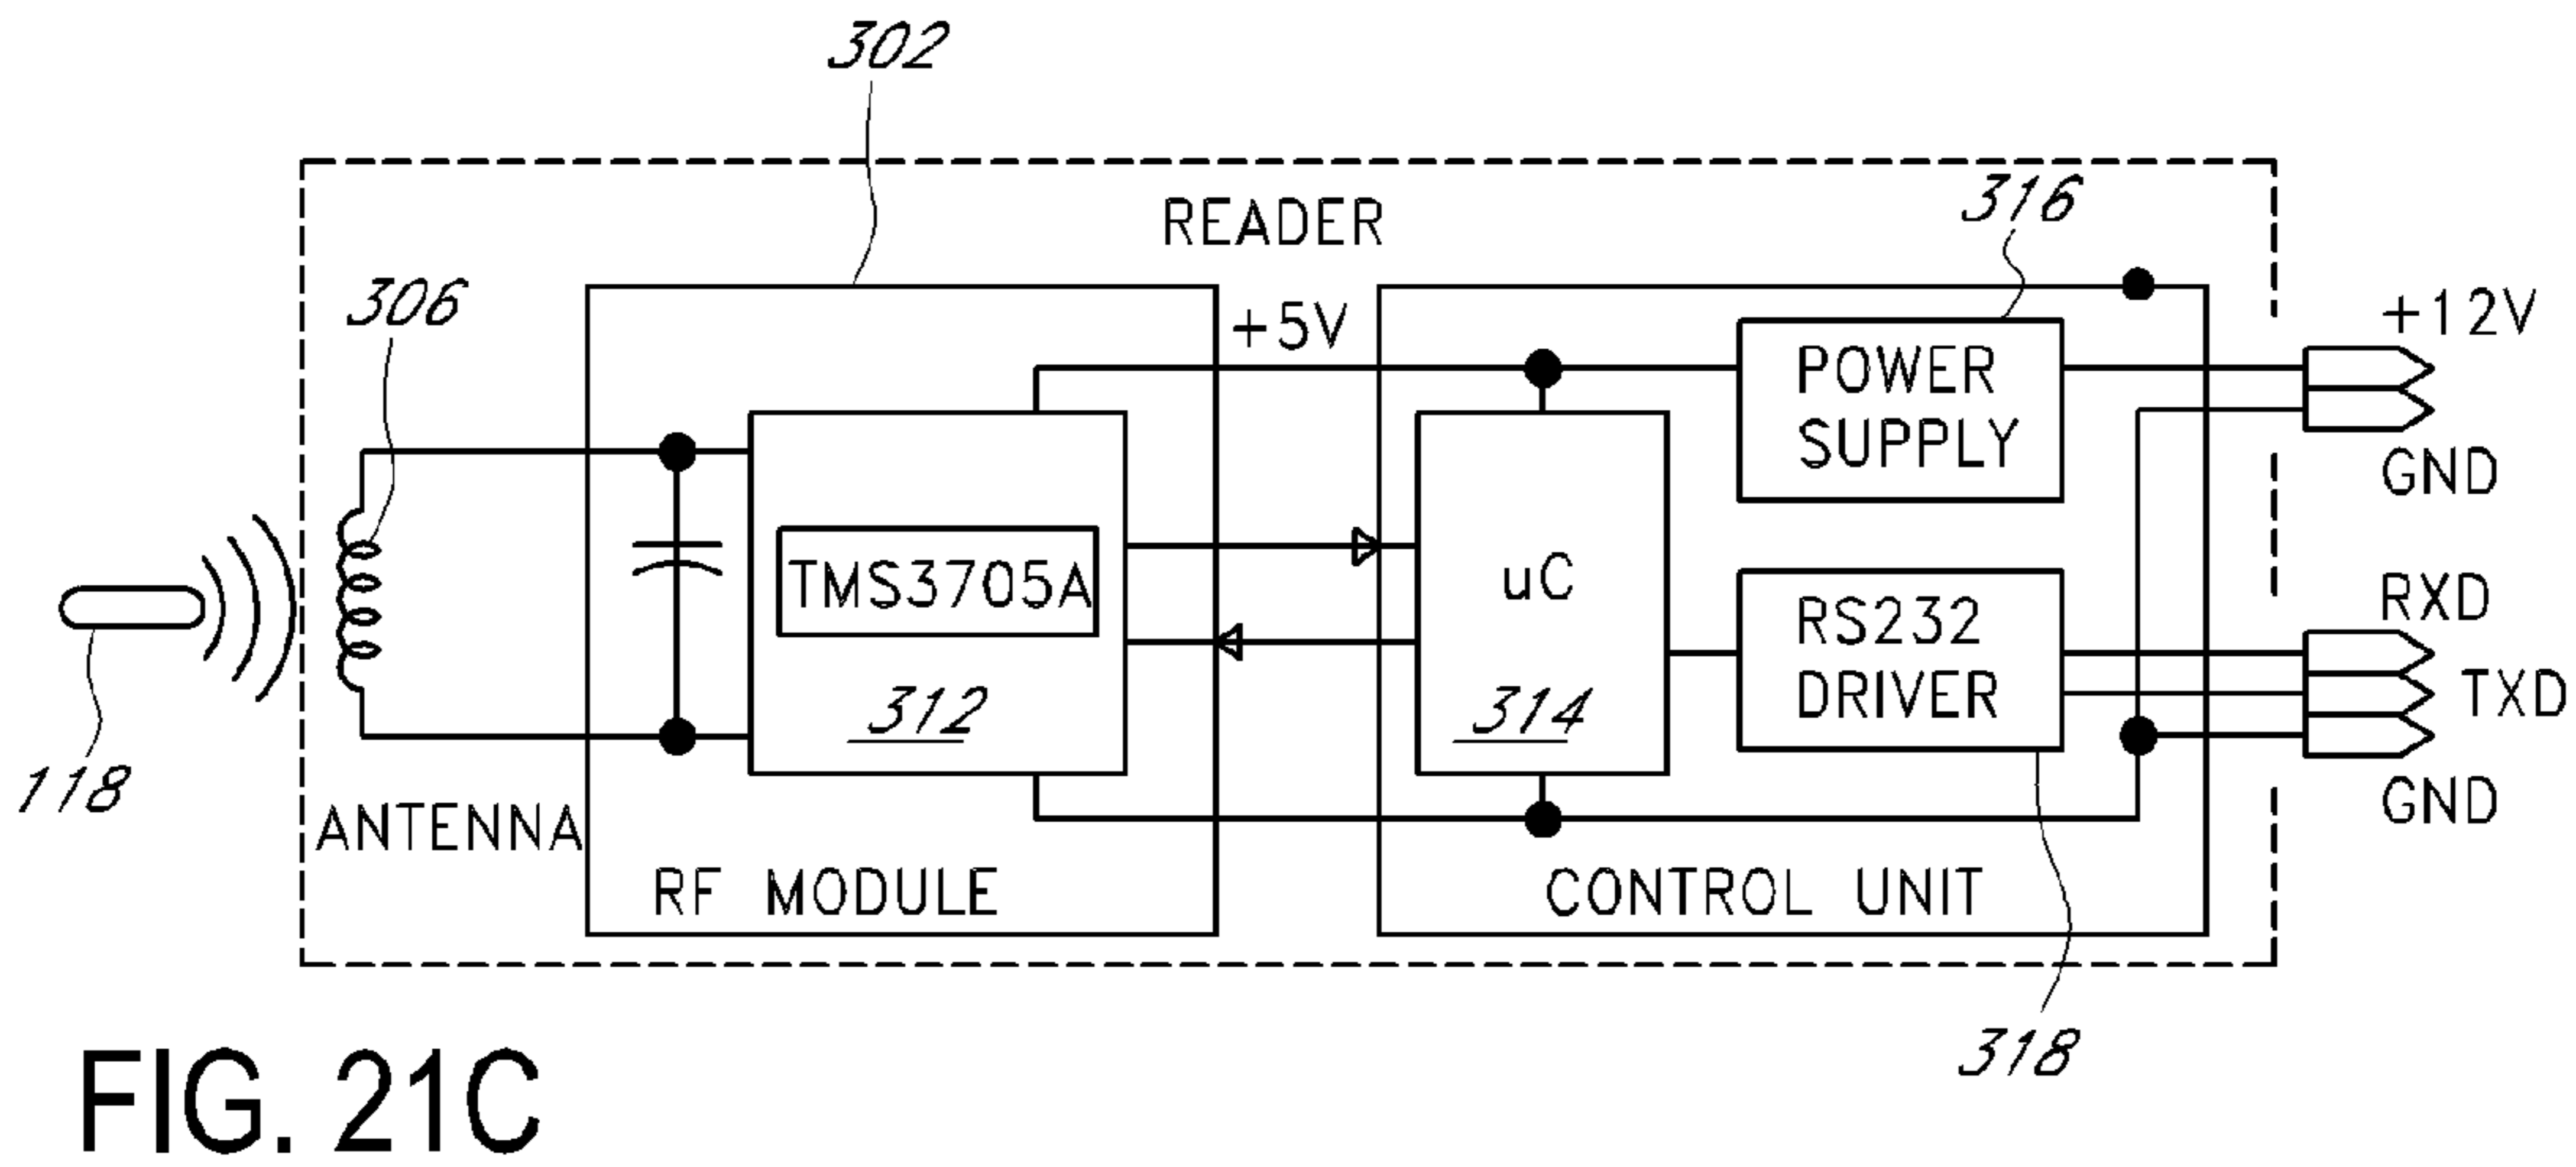 302
READER
316
306
+5V
+12V
POWER
SUPPLY
GND
TMS3705A
uC
RS232
DRIVER
RXD
TXD
312
314
118
ANTENNA
GND
RF MODULE
CONTROL UNIT
318
FIG. 21C